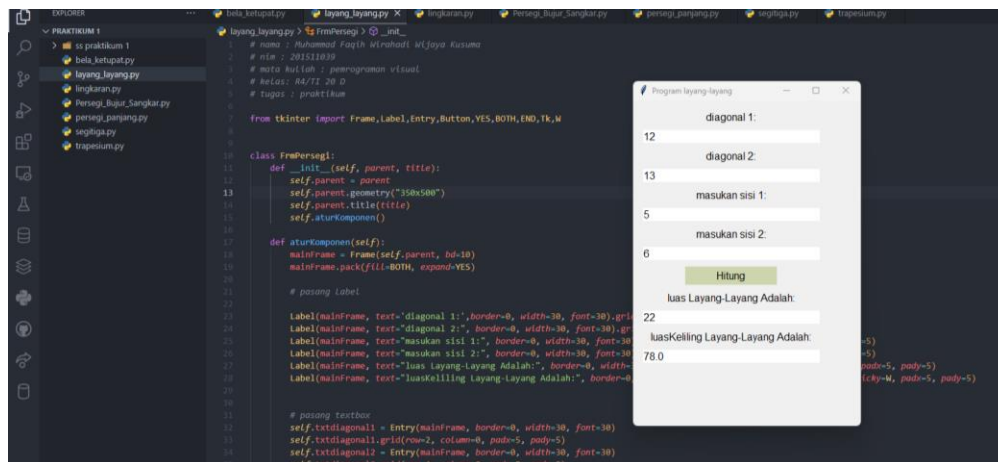 EXPLORER
bela_ketupat.py
layang_layang.py
lingkaran.py
Persegi_Bujur_Sangkar.py
persegi_panjang.py
segitiga.py
trapesium.py
PRAKTIKUM 1
ss praktikum 1
bela_ketupat.py
layang_layang.py
lingkaran.py
Persegi_Bujur_Sangkar.py
persegi_panjang.py
segitiga.py
trapesium.py
layang_layang.py > FrmPersegi > __init__
# nama : Muhammad Faqih Wirahadi Wijaya Kusuma
# nim : 201511039
# mata kuliah : pemrograman visual
# kelas: R4/TI 20 D
# tugas : praktikum
from tkinter import Frame,Label,Entry,Button,YES,BOTH,END,Tk,W
class FrmPersegi:
def __init__(self, parent, title):
self.parent = parent
13 self.parent.geometry("350x500")
self.parent.title(title)
self.aturKomponen()
def aturKomponen(self):
mainFrame = Frame(self.parent, bd=10)
mainFrame.pack(fill=BOTH, expand=YES)
# pasang Label
Label(mainFrame, text='diagonal 1:',border=0, width=30, font=30).gri
Label(mainFrame, text="diagonal 2:", border=0, width=30, font=30).gr
Label(mainFrame, text="masukan sisi 1:", border=0, width=30, font=30
=5)
Label(mainFrame, text="masukan sisi 2:", border=0, width=30, font=30
=5)
Label(mainFrame, text="luas Layang-Layang Adalah:", border=0, width=
padx=5, pady=5)
Label(mainFrame, text="luasKeliling Layang-Layang Adalah:", border=0,
icky=W, padx=5, pady=5)
# pasang textbox
self.txtdiagonal1 = Entry(mainFrame, border=0, width=30, font=30)
self.txtdiagonal1.grid(row=2, column=0, padx=5, pady=5)
self.txtdiagonal2 = Entry(mainFrame, border=0, width=30, font=30)
Program layang-layang
diagonal 1:
12
diagonal 2:
13
masukan sisi 1:
5
masukan sisi 2:
6
Hitung
luas Layang-Layang Adalah:
22
luasKeliling Layang-Layang Adalah:
78.0